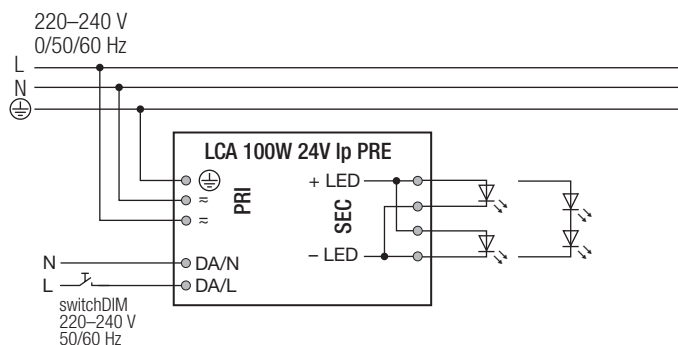 220–240 V
0/50/60 Hz
L
N
LCA 100W 24V lp PRE
PRI
≂
≂
+ LED
SEC
– LED
N
DA/N
L
DA/L
switchDIM
220–240 V
50/60 Hz